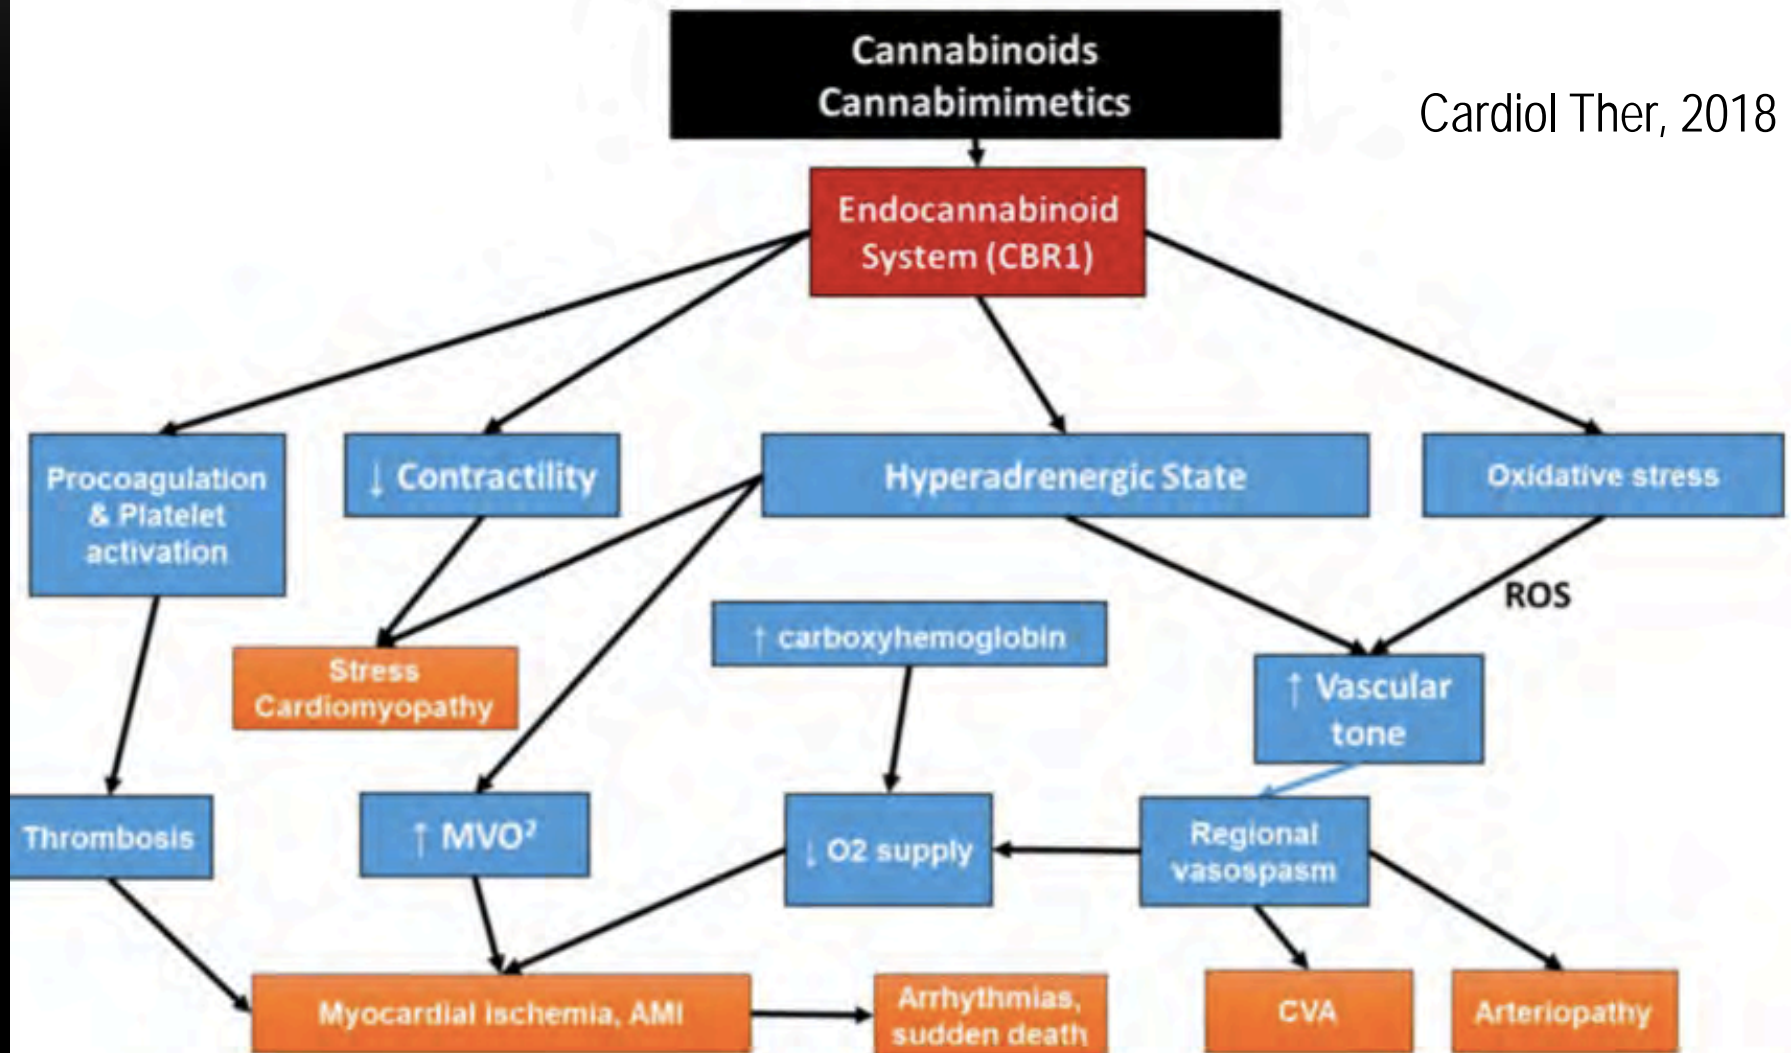 Cannabinoids
Cannabimimetics
Cardiol Ther, 2018
Endocannabinoid
System (CBR1)
Procoagulation
& Platelet
activation
↓ Contractility
Hyperadrenergic State
Oxidative stress
ROS
Stress
Cardiomyopathy
↑ carboxyhemoglobin
↑ Vascular
tone
Thrombosis
↑ MVO²
↓ O2 supply
Regional
vasospasm
Myocardial ischemia, AMI
Arrhythmias,
sudden death
CVA
Arteriopathy